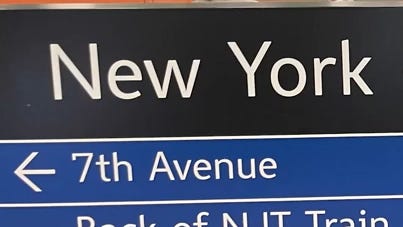 New York
← 7th Avenue
Back of NJT Train